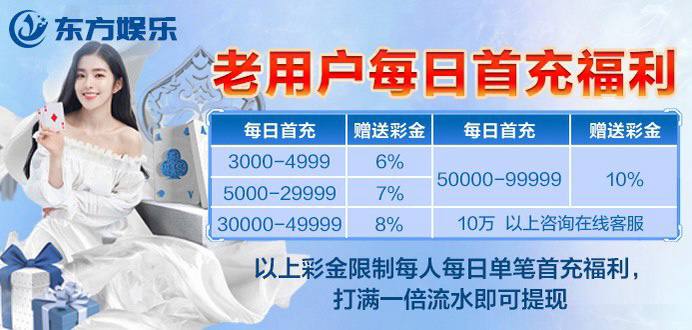 东方娱乐
老用户每日首充福利
每日首充 赠送彩金 每日首充 赠送彩金
3000-4999 6% 50000-99999 10%
5000-29999 7%
30000-49999 8% 10万 以上咨询在线客服
以上彩金限制每人每日单笔首充福利，
打满一倍流水即可提现